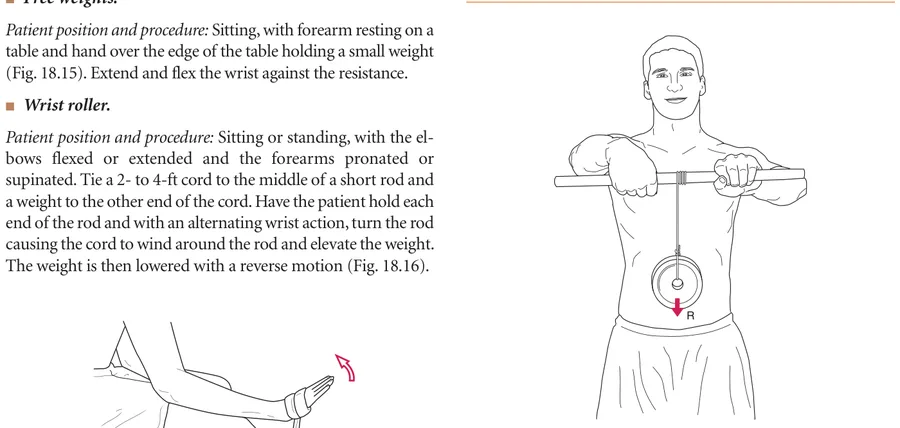 Free weights.
Patient position and procedure: Sitting, with forearm resting on a
table and hand over the edge of the table holding a small weight
(Fig. 18.15). Extend and flex the wrist against the resistance.
Wrist roller.
Patient position and procedure: Sitting or standing, with the el-
bows flexed or extended and the forearms pronated or
supinated. Tie a 2- to 4-ft cord to the middle of a short rod and
a weight to the other end of the cord. Have the patient hold each
end of the rod and with an alternating wrist action, turn the rod
causing the cord to wind around the rod and elevate the weight.
The weight is then lowered with a reverse motion (Fig. 18.16).
R